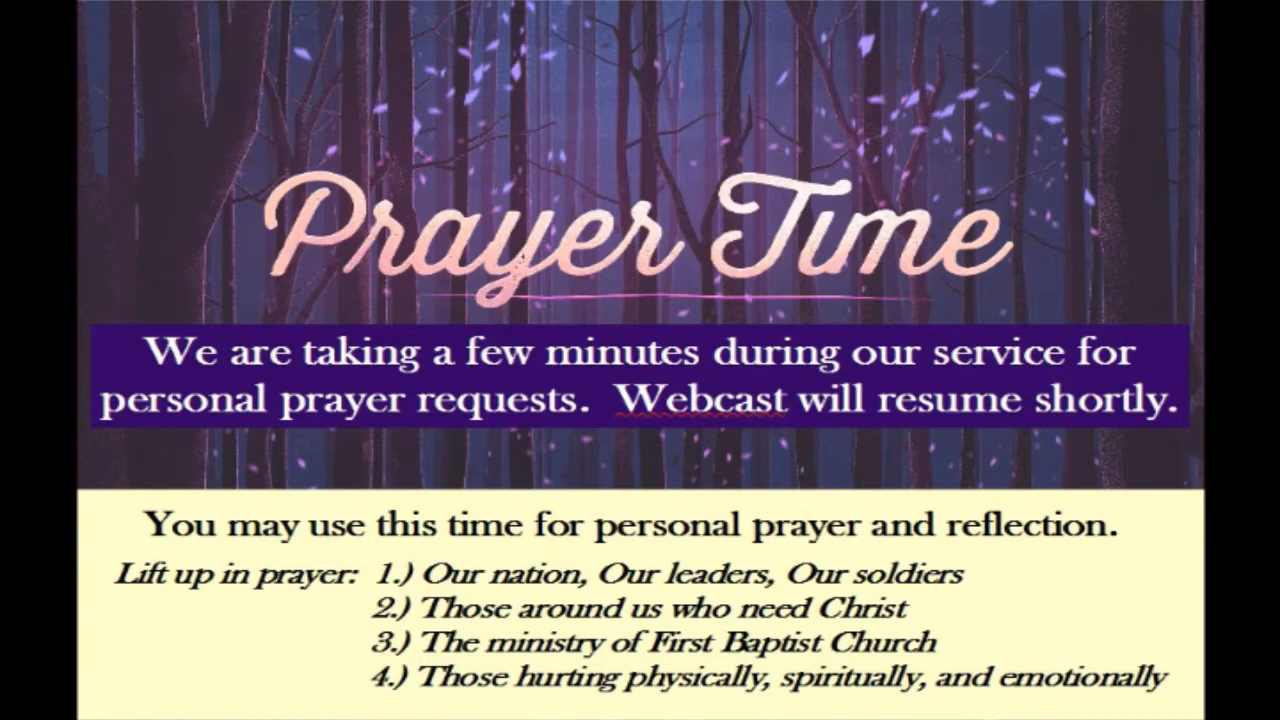 Prayer Time
We are taking a few minutes during our service for
personal prayer requests.  Webcast will resume shortly.
You may use this time for personal prayer and reflection.
Lift up in prayer:  1.) Our nation, Our leaders, Our soldiers
2.) Those around us who need Christ
3.) The ministry of First Baptist Church
4.) Those hurting physically, spiritually, and emotionally